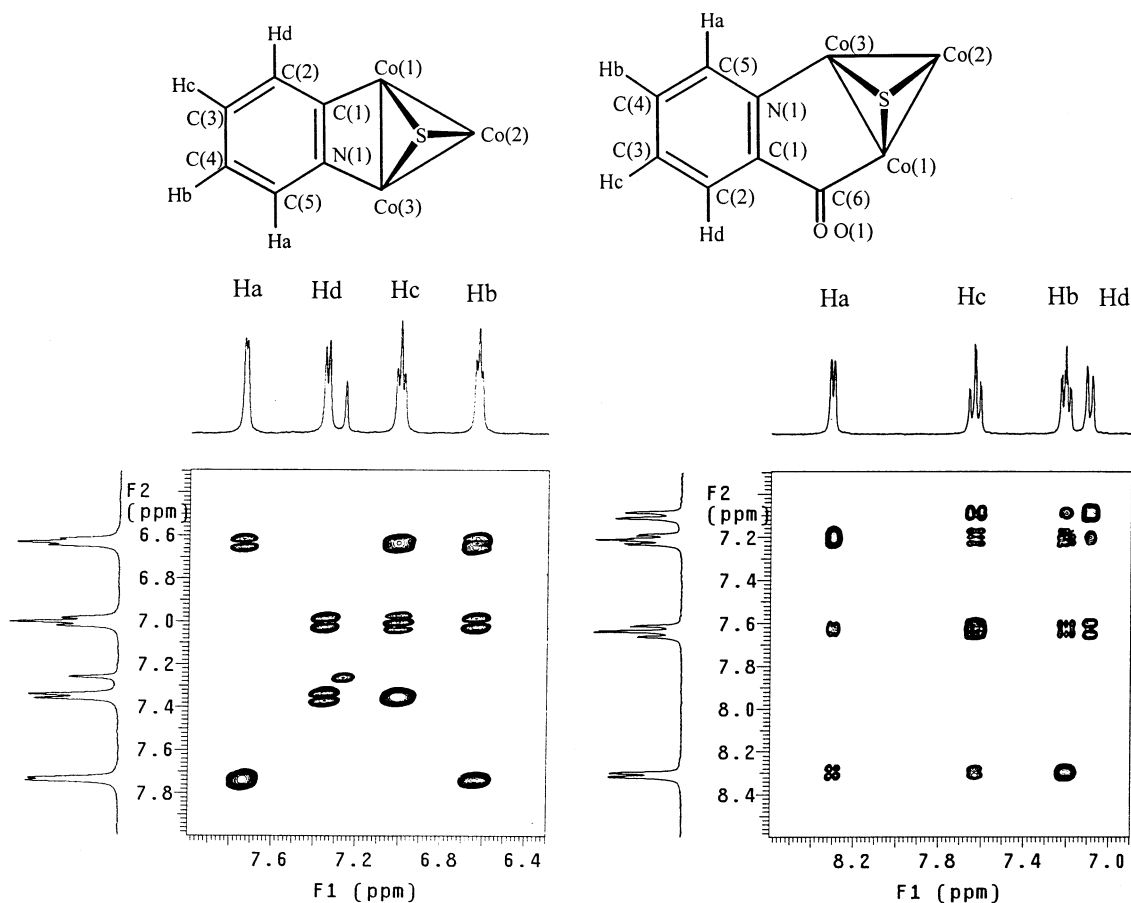 Hd
C(2)
Co(1)
Hc
C(3)
C(1)
S
Co(2)
C(4)
N(1)
Hb
C(5)
Co(3)
Ha
Ha
Co(3)
Co(2)
Hb
C(5)
C(4)
N(1)
S
C(3)
C(1)
Co(1)
Hc
C(2)
C(6)
Hd
O O(1)
Ha Hd Hc Hb
Ha Hc Hb Hd
F2
(ppm)
6.6
6.8
7.0
7.2
7.4
7.6
7.8
7.6 7.2 6.8 6.4
F1 (ppm)
F2
(ppm)
7.2
7.4
7.6
7.8
8.0
8.2
8.4
8.2 7.8 7.4 7.0
F1 (ppm)